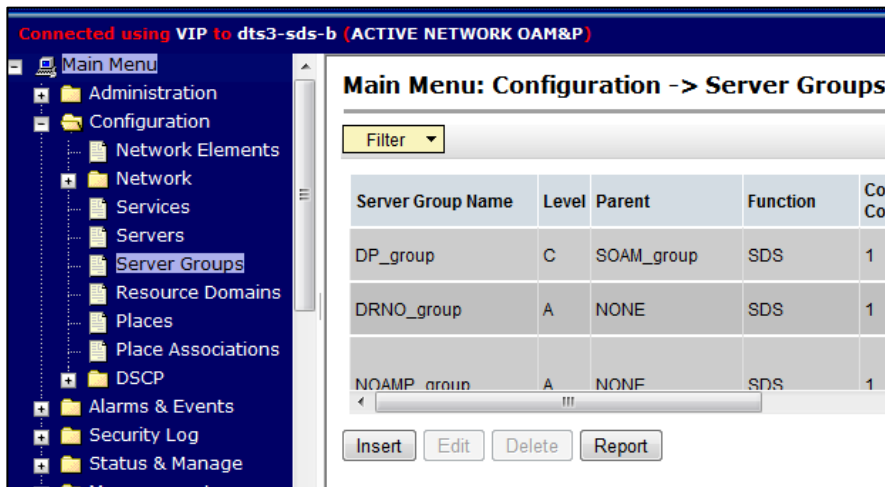 Connected using VIP to dts3-sds-b (ACTIVE NETWORK OAM&P)
Main Menu
Administration
Configuration
Network Elements
Network
Services
Servers
Server Groups
Resource Domains
Places
Place Associations
DSCP
Alarms & Events
Security Log
Status & Manage
Main Menu: Configuration -> Server Groups
Filter
Server Group Name Level Parent Function
DP_group C SOAM_group SDS 1
DRNO_group A NONE SDS 1
NOAMP_group A NONE SDS 1
Insert Edit Delete Report